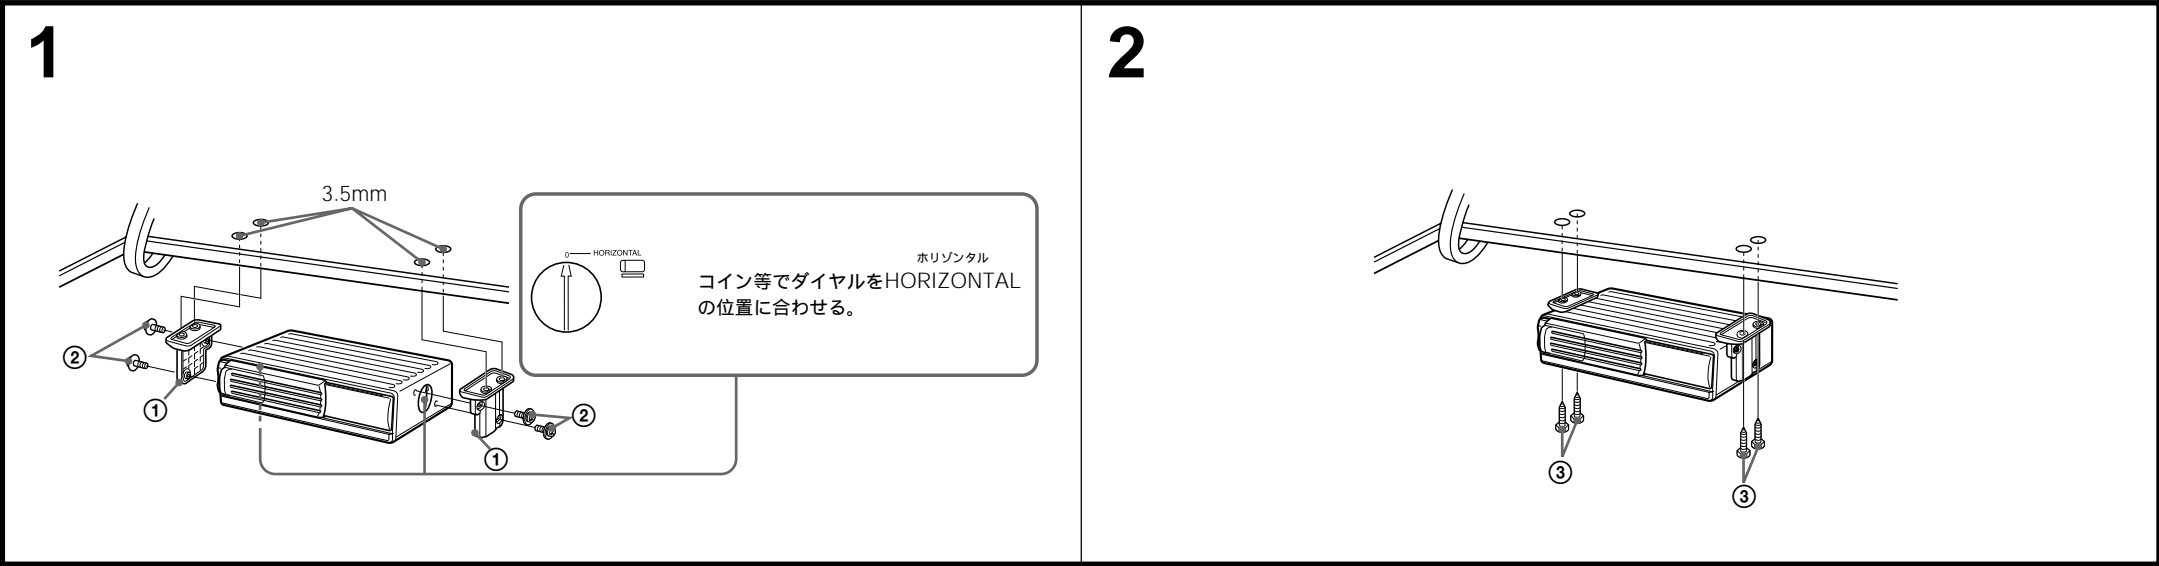 1
3.5mm
0 HORIZONTAL
ホリゾンタル
コイン等でダイヤルをHORIZONTAL
の位置に合わせる。
②
①
②
①
2
③
③